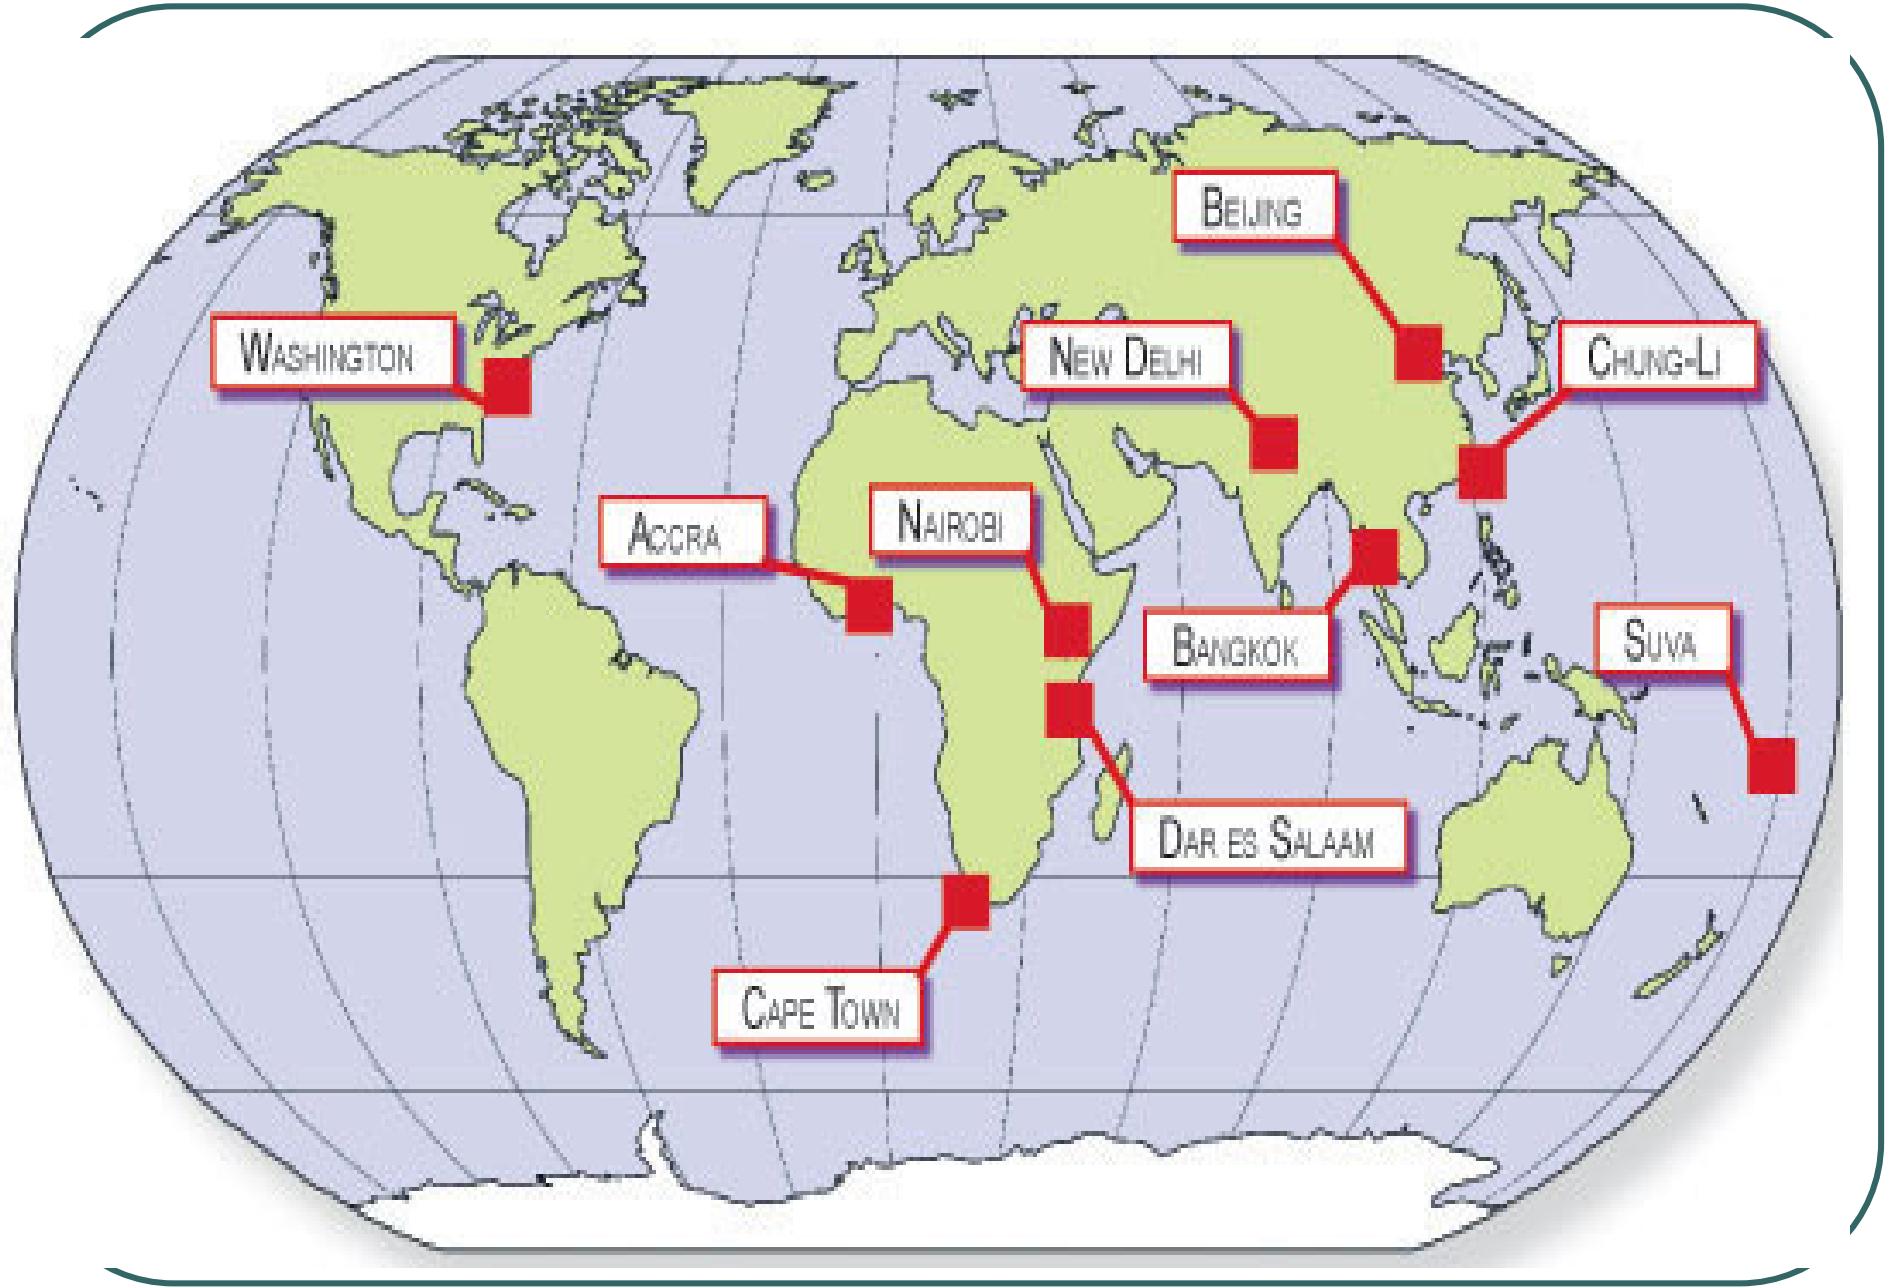 BEIJING
WASHINGTON
NEW DELHI
CHUNG-LI
ACCRA
NAIROBI
BANGKOK
SUVA
DAR ES SALAAM
CAPE TOWN